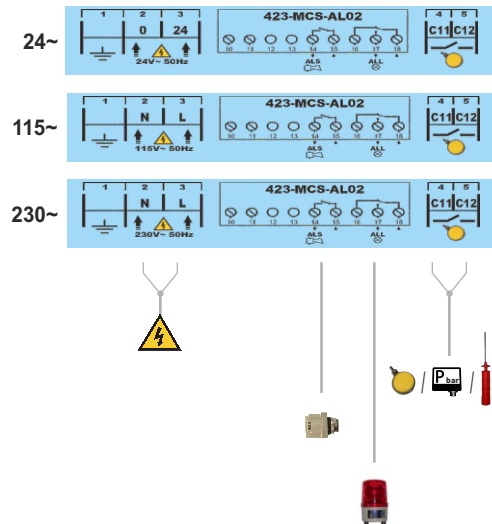 24~
1 2 3 423-MCS-AL02 4 5
0 24 C11 C12
10 11 12 13 14 15 16 17 18
24V~ 50Hz ALS ALL
115~
1 2 3 423-MCS-AL02 4 5
N L C11 C12
10 11 12 13 14 15 16 17 18
115V~ 50Hz ALS ALL
230~
1 2 3 423-MCS-AL02 4 5
N L C11 C12
10 11 12 13 14 15 16 17 18
230V~ 50Hz ALS ALL
/ P bar /